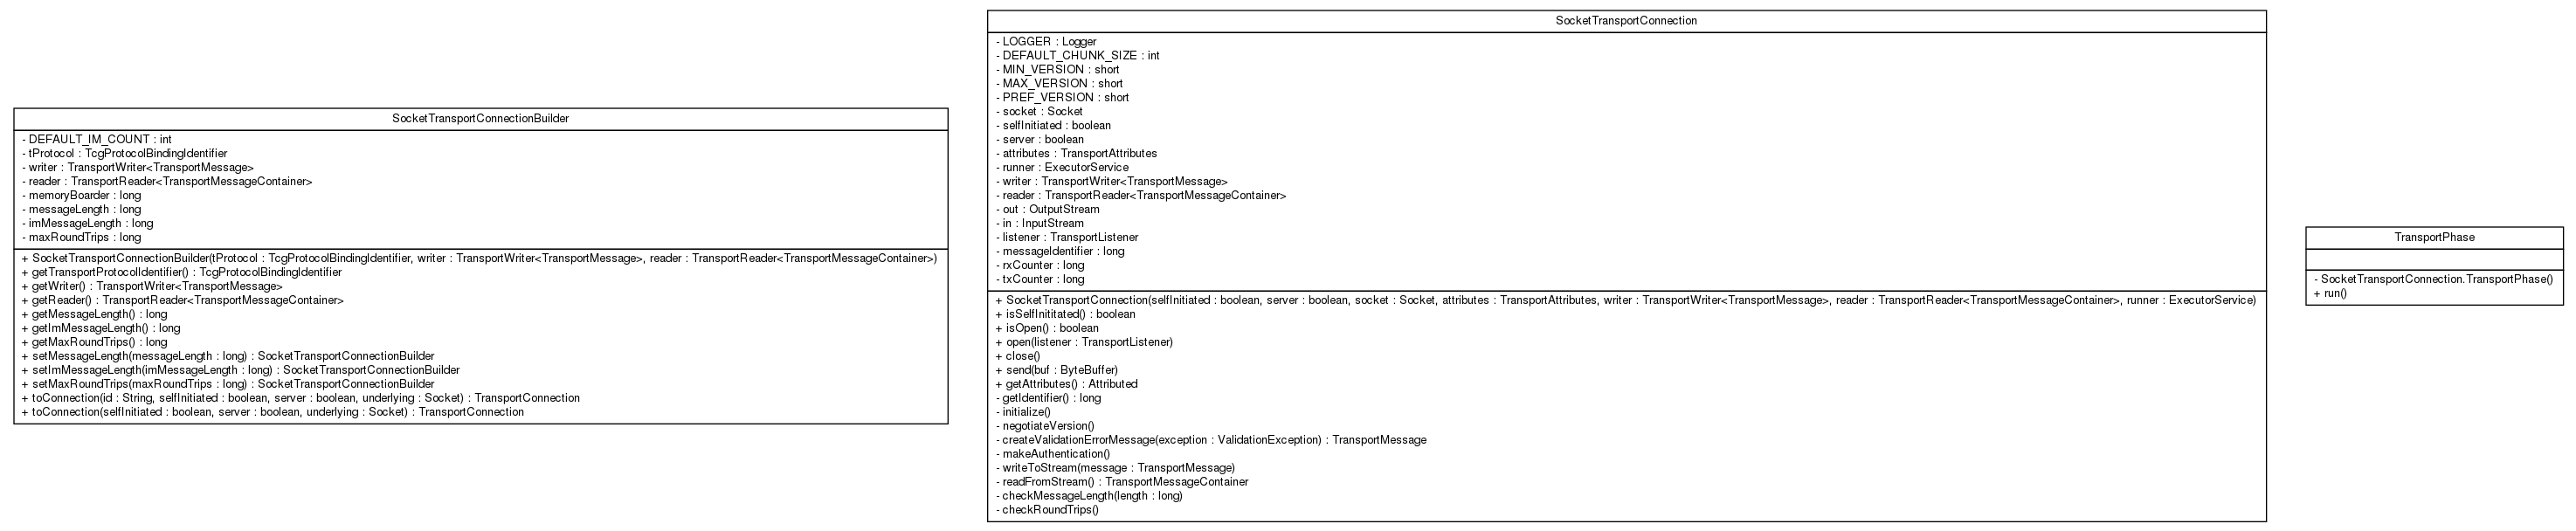 SocketTransportConnectionBuilder
- DEFAULT_IM_COUNT : int
- tProtocol : TcgProtocolBindingIdentifier
- writer : TransportWriter<TransportMessage>
- reader : TransportReader<TransportMessageContainer>
- memoryBoarder : long
- messageLength : long
- imMessageLength : long
- maxRoundTrips : long
+ SocketTransportConnectionBuilder(tProtocol : TcgProtocolBindingIdentifier, writer : TransportWriter<TransportMessage>, reader : TransportReader<TransportMessageContainer>)
+ getTransportProtocolIdentifier() : TcgProtocolBindingIdentifier
+ getWriter() : TransportWriter<TransportMessage>
+ getReader() : TransportReader<TransportMessageContainer>
+ getMessageLength() : long
+ getImMessageLength() : long
+ getMaxRoundTrips() : long
+ setMessageLength(messageLength : long) : SocketTransportConnectionBuilder
+ setImMessageLength(imMessageLength : long) : SocketTransportConnectionBuilder
+ setMaxRoundTrips(maxRoundTrips : long) : SocketTransportConnectionBuilder
+ toConnection(id : String, selfInitiated : boolean, server : boolean, underlying : Socket) : TransportConnection
+ toConnection(selfInitiated : boolean, server : boolean, underlying : Socket) : TransportConnection
SocketTransportConnection
- LOGGER : Logger
- DEFAULT_CHUNK_SIZE : int
- MIN_VERSION : short
- MAX_VERSION : short
- PREF_VERSION : short
- socket : Socket
- selfInitiated : boolean
- server : boolean
- attributes : TransportAttributes
- runner : ExecutorService
- writer : TransportWriter<TransportMessage>
- reader : TransportReader<TransportMessageContainer>
- out : OutputStream
- in : InputStream
- listener : TransportListener
- messageIdentifier : long
- rxCounter : long
- txCounter : long
+ SocketTransportConnection(selfInitiated : boolean, server : boolean, socket : Socket, attributes : TransportAttributes, writer : TransportWriter<TransportMessage>, reader : TransportReader<TransportMessageContainer>, runner : ExecutorService)
+ isSelfInititated() : boolean
+ isOpen() : boolean
+ open(listener : TransportListener)
+ close()
+ send(buf : ByteBuffer)
+ getAttributes() : Attributed
- getIdentifier() : long
- initialize()
- negotiateVersion()
- createValidationErrorMessage(exception : ValidationException) : TransportMessage
- makeAuthentication()
- writeToStream(message : TransportMessage)
- readFromStream() : TransportMessageContainer
- checkMessageLength(length : long)
- checkRoundTrips()
TransportPhase
- SocketTransportConnection.TransportPhase()
+ run()